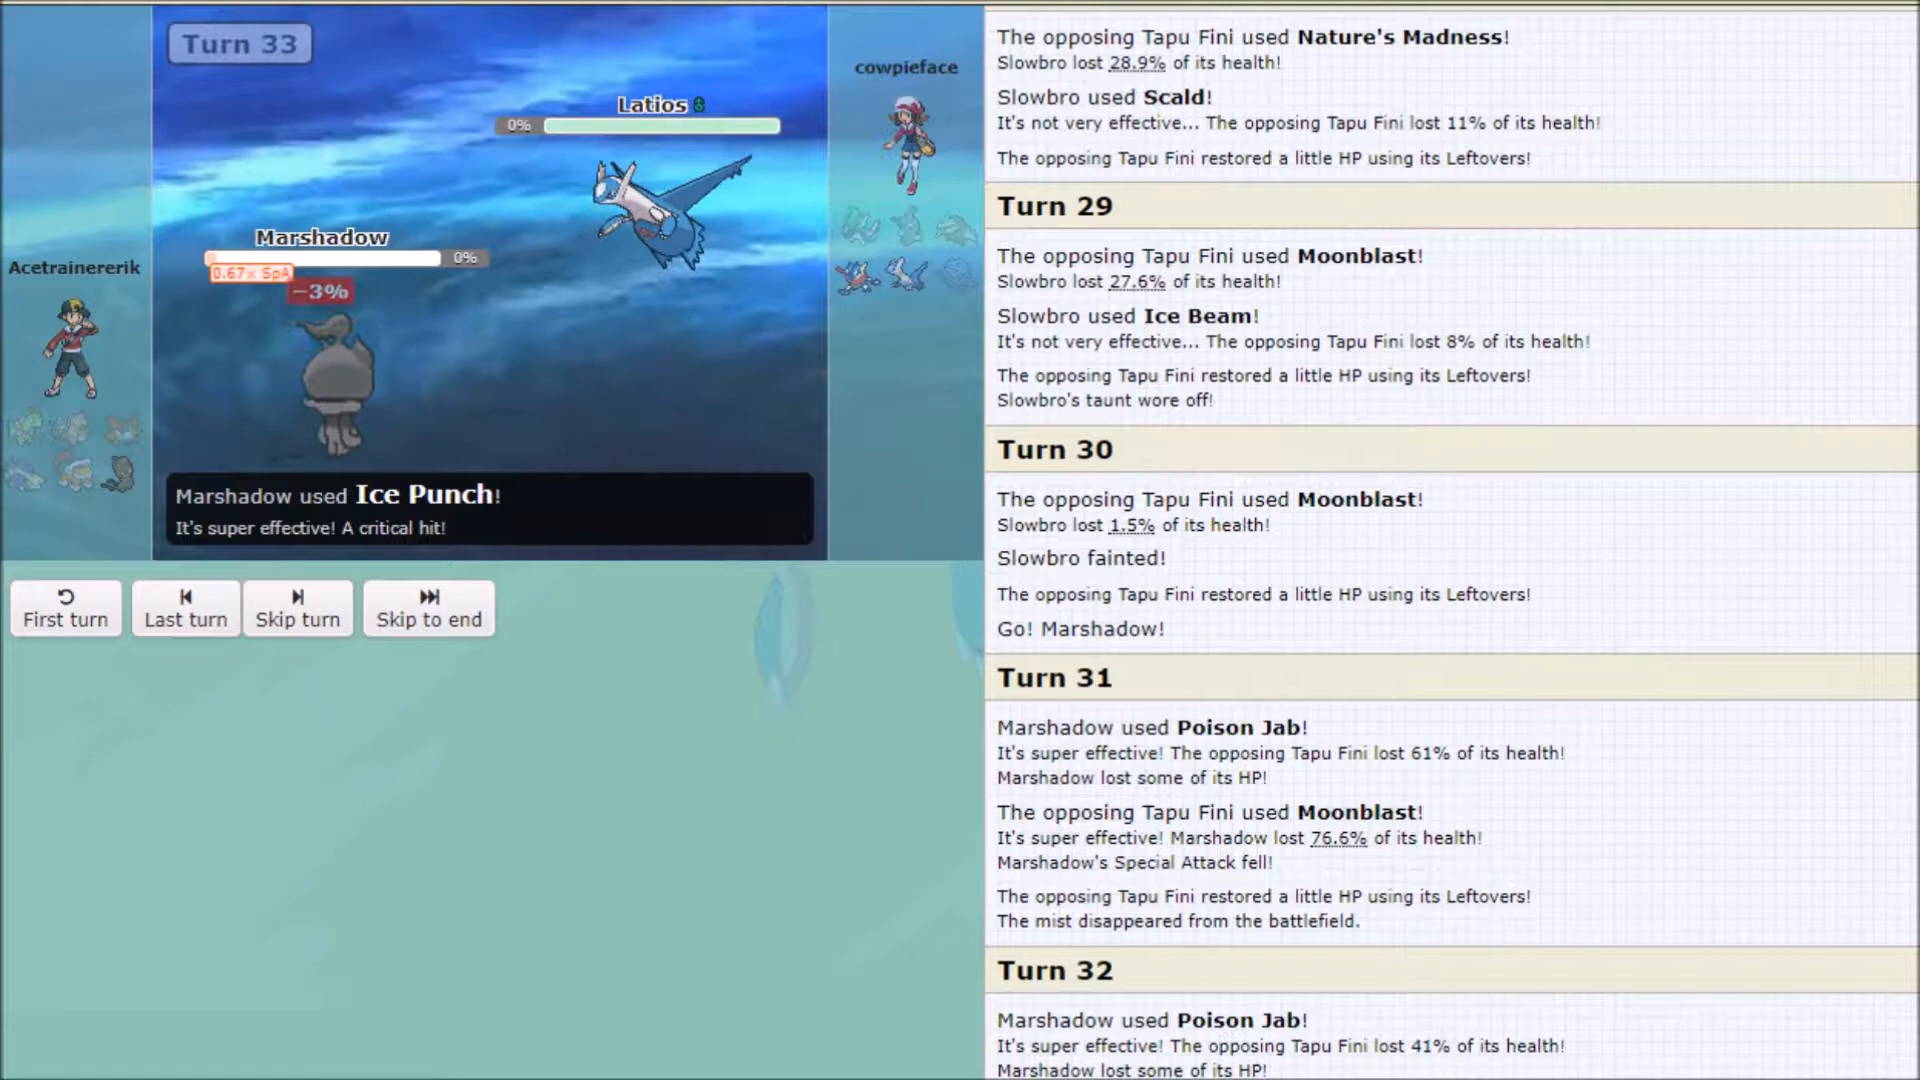 Turn 33
cowpieface
Latios
0%
Marshadow
0%
0.67× SpA
−3%
Acetrainererik
Marshadow used Ice Punch!
It's super effective! A critical hit!
First turn
Last turn
Skip turn
Skip to end
The opposing Tapu Fini used Nature's Madness!
Slowbro lost 28.9% of its health!
Slowbro used Scald!
It's not very effective... The opposing Tapu Fini lost 11% of its health!
The opposing Tapu Fini restored a little HP using its Leftovers!
Turn 29
The opposing Tapu Fini used Moonblast!
Slowbro lost 27.6% of its health!
Slowbro used Ice Beam!
It's not very effective... The opposing Tapu Fini lost 8% of its health!
The opposing Tapu Fini restored a little HP using its Leftovers!
Slowbro's taunt wore off!
Turn 30
The opposing Tapu Fini used Moonblast!
Slowbro lost 1.5% of its health!
Slowbro fainted!
The opposing Tapu Fini restored a little HP using its Leftovers!
Go! Marshadow!
Turn 31
Marshadow used Poison Jab!
It's super effective! The opposing Tapu Fini lost 61% of its health!
Marshadow lost some of its HP!
The opposing Tapu Fini used Moonblast!
It's super effective! Marshadow lost 76.6% of its health!
Marshadow's Special Attack fell!
The opposing Tapu Fini restored a little HP using its Leftovers!
The mist disappeared from the battlefield.
Turn 32
Marshadow used Poison Jab!
It's super effective! The opposing Tapu Fini lost 41% of its health!
Marshadow lost some of its HP!